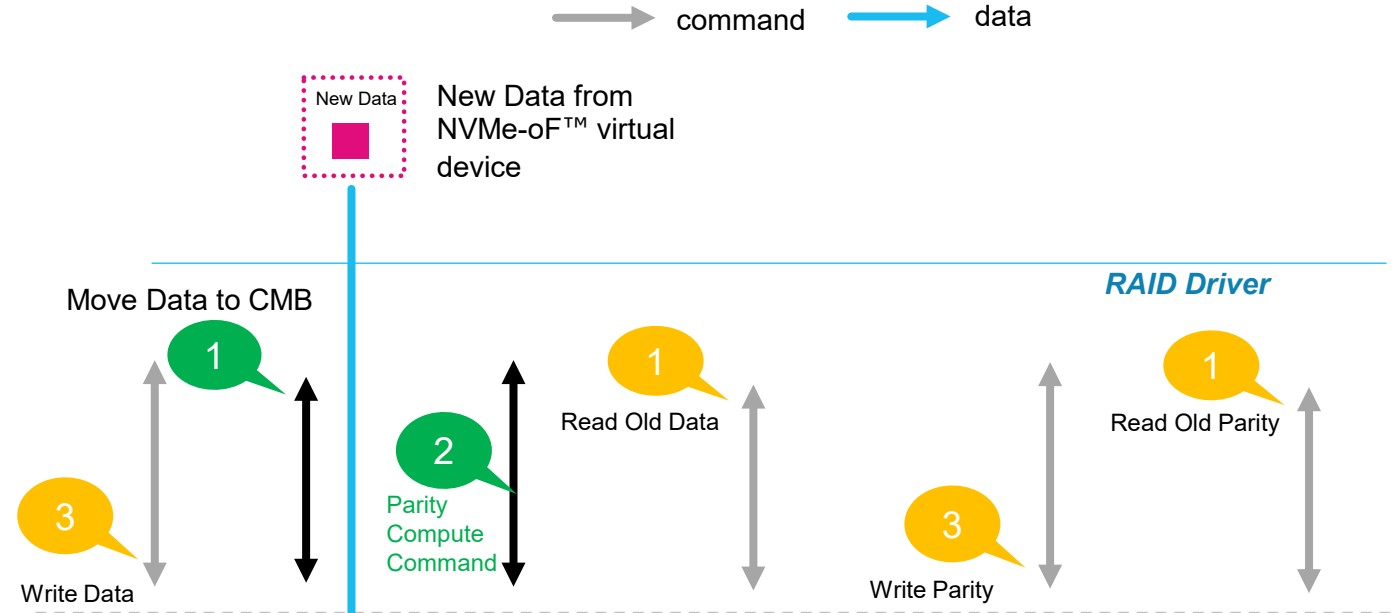 command
data
New Data
New Data from
NVMe-oF™ virtual
device
RAID Driver
Move Data to CMB
1
1
1
Read Old Data
Read Old Parity
2
Parity
Compute
Command
3
3
Write Data
Write Parity